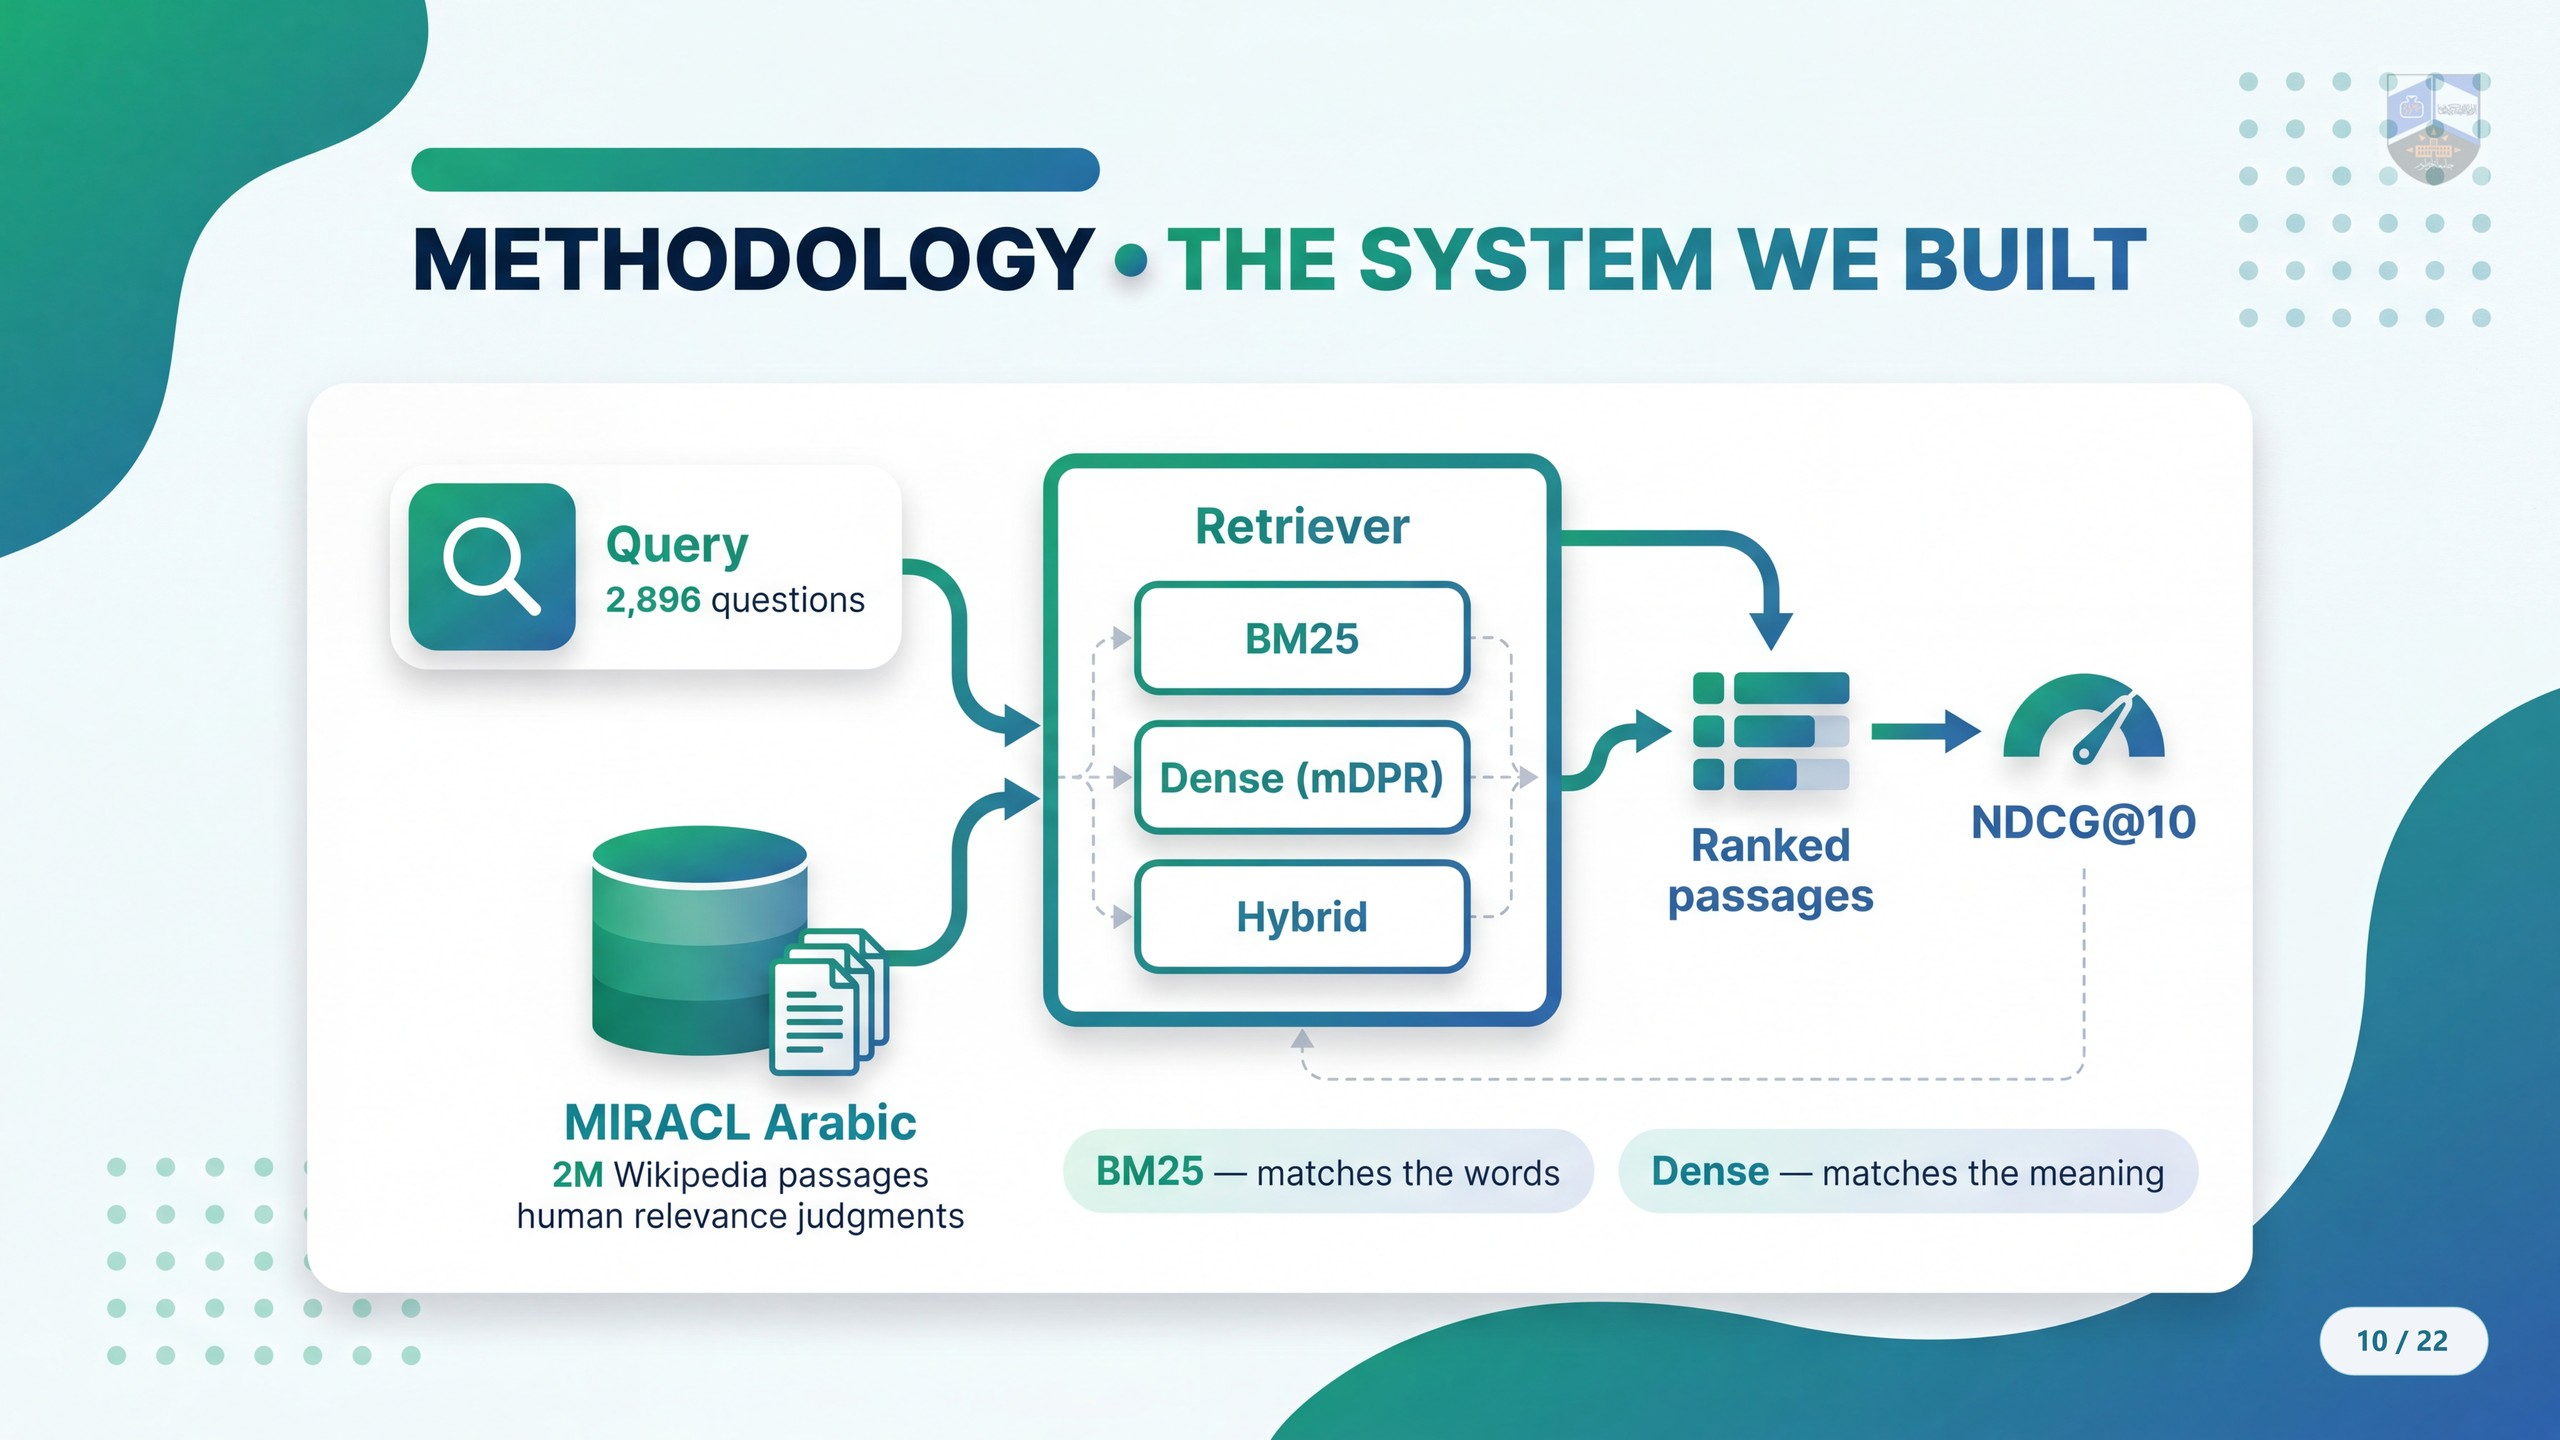 METHODOLOGY • THE SYSTEM WE BUILT
Query
2,896 questions
MIRACL Arabic
2M Wikipedia passages
human relevance judgments
Retriever
BM25
Dense (mDPR)
Hybrid
Ranked
passages
NDCG@10
BM25 — matches the words
Dense — matches the meaning
10 / 22